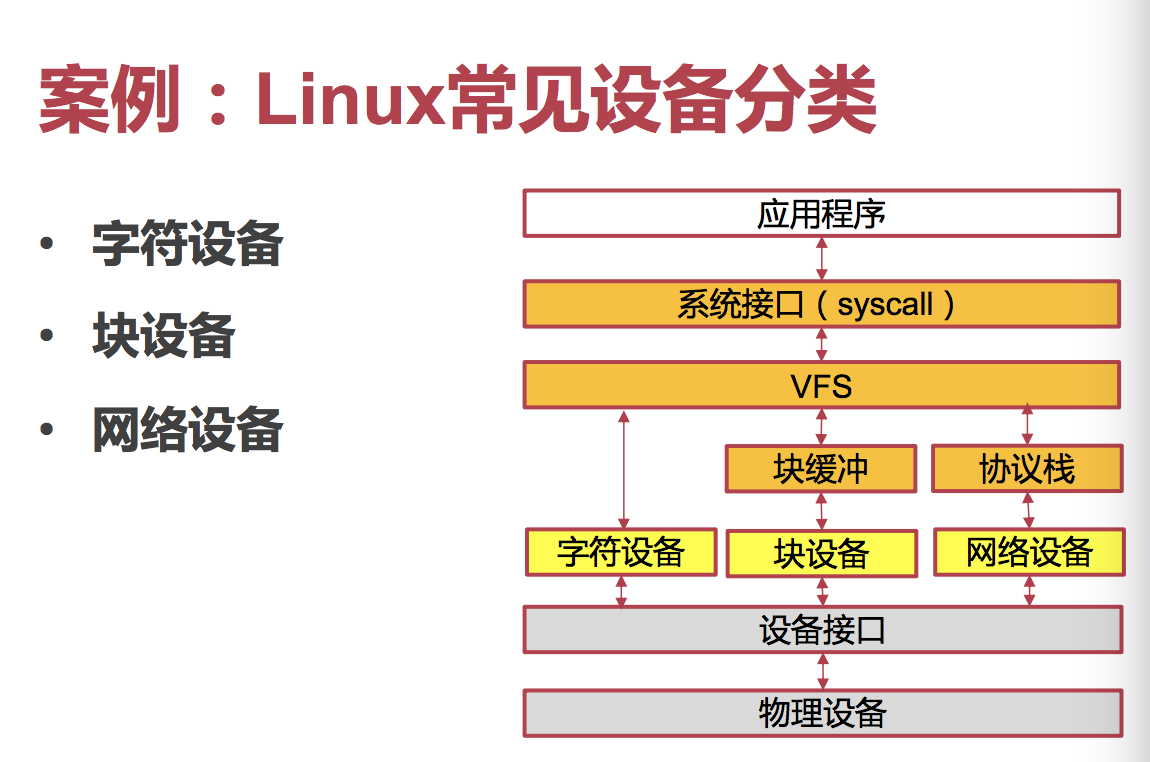 案例：Linux常见设备分类
• 字符设备
• 块设备
• 网络设备
应用程序
系统接口（syscall）
VFS
块缓冲 协议栈
字符设备 块设备 网络设备
设备接口
物理设备